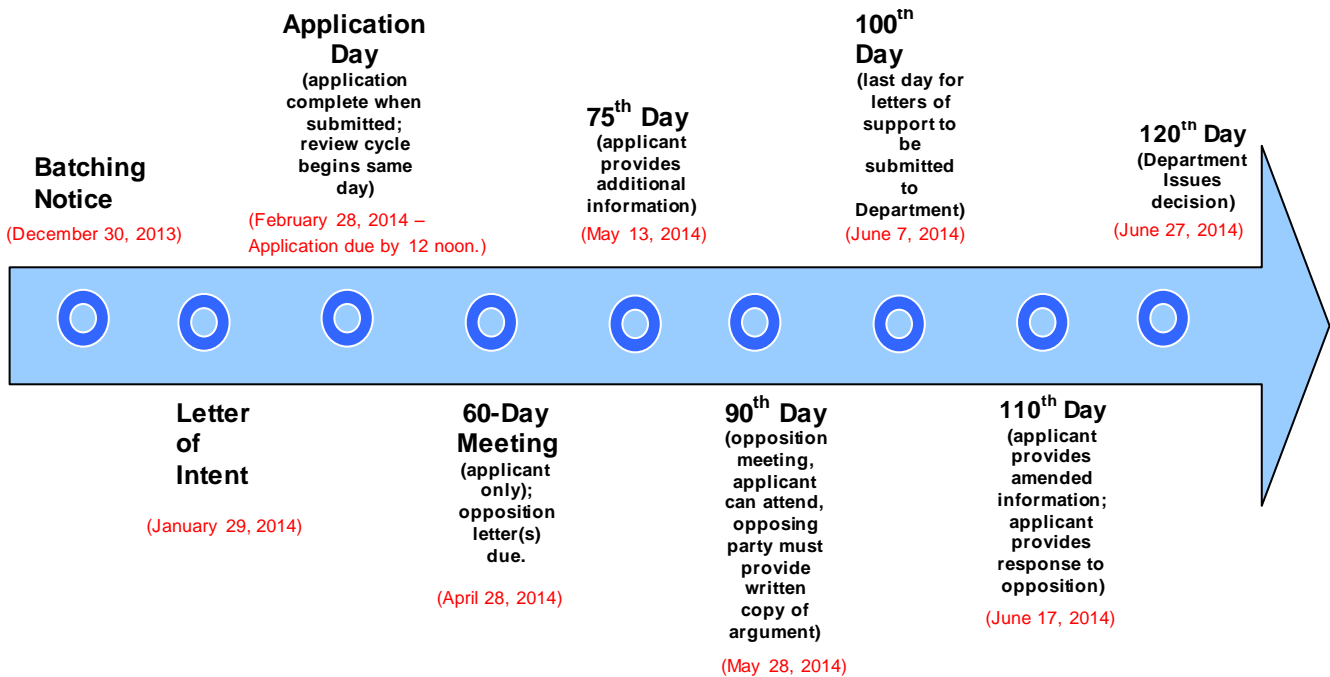 Batching
Notice
(December 30, 2013)
Letter
of
Intent
(January 29, 2014)
Application
Day
(application
complete when
submitted;
review cycle
begins same
day)
(February 28, 2014 –
Application due by 12 noon.)
60-Day
Meeting
(applicant
only);
opposition
letter(s)
due.
(April 28, 2014)
75th Day
(applicant
provides
additional
information)
(May 13, 2014)
90th Day
(opposition
meeting,
applicant
can attend,
opposing
party must
provide
written
copy of
argument)
(May 28, 2014)
100th
Day
(last day for
letters of
support to
be
submitted
to
Department)
(June 7, 2014)
110th Day
(applicant
provides
amended
information;
applicant
provides
response to
opposition)
(June 17, 2014)
120th Day
(Department
Issues
decision)
(June 27, 2014)